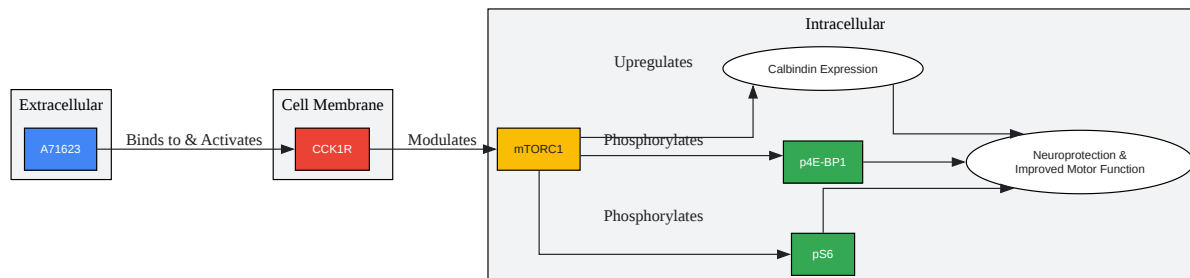 Intracellular
Upregulates
Calbindin Expression
Extracellular
Cell Membrane
A71623
Binds to & Activates
CCK1R
Modulates
mTORC1
Phosphorylates
p4E-BP1
Neuroprotection &
Improved Motor Function
Phosphorylates
pS6